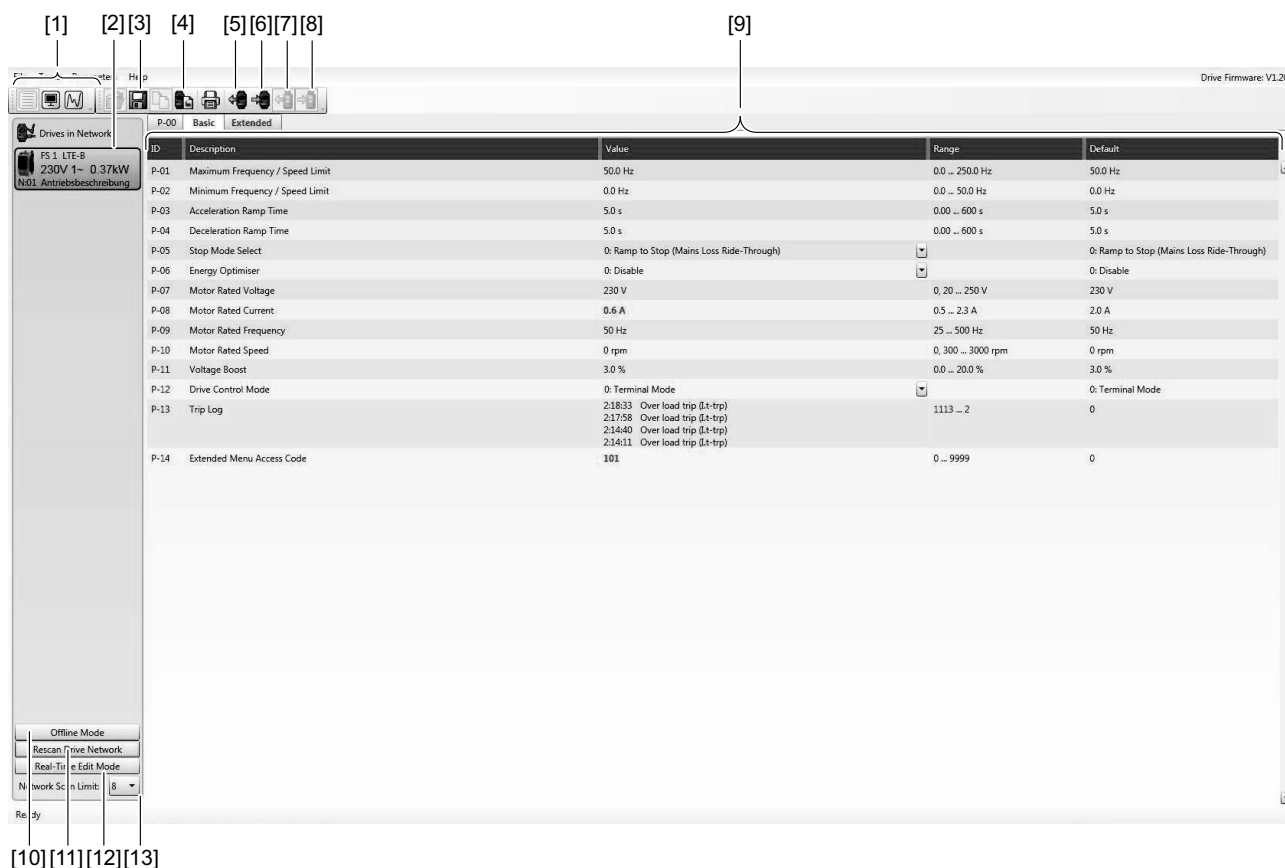 [1] [2] [3] [4] [5] [6] [7] [8] [9]
Help
Drive Firmware: V1.20
Drives in Network
P-00 Basic Extended
FS 1 LTE-B
230V 1~ 0.37kW
N:01 Antriebsbeschreibung
ID Description Value Range Default
P-01 Maximum Frequency / Speed Limit 50.0 Hz 0.0 ... 250.0 Hz 50.0 Hz
P-02 Minimum Frequency / Speed Limit 0.0 Hz 0.0 ... 50.0 Hz 0.0 Hz
P-03 Acceleration Ramp Time 5.0 s 0.00 ... 600 s 5.0 s
P-04 Deceleration Ramp Time 5.0 s 0.00 ... 600 s 5.0 s
P-05 Stop Mode Select 0: Ramp to Stop (Mains Loss Ride-Through) 0: Ramp to Stop (Mains Loss Ride-Through)
P-06 Energy Optimiser 0: Disable 0: Disable
P-07 Motor Rated Voltage 230 V 0, 20 ... 250 V 230 V
P-08 Motor Rated Current 0.6 A 0.5 ... 2.3 A 2.0 A
P-09 Motor Rated Frequency 50 Hz 25 ... 500 Hz 50 Hz
P-10 Motor Rated Speed 0 rpm 0, 300 ... 3000 rpm 0 rpm
P-11 Voltage Boost 3.0 % 0.0 ... 20.0 % 3.0 %
P-12 Drive Control Mode 0: Terminal Mode 0: Terminal Mode
P-13 Trip Log 2:18:33 Over load trip (I.t-trp) 1113 ... 2 0
2:17:58 Over load trip (I.t-trp)
2:14:40 Over load trip (I.t-trp)
2:14:11 Over load trip (I.t-trp)
P-14 Extended Menu Access Code 101 0 ... 9999 0
Offline Mode
Rescan Drive Network
Real-Time Edit Mode
Network Scan Limit: 8
Ready
[10] [11] [12] [13]